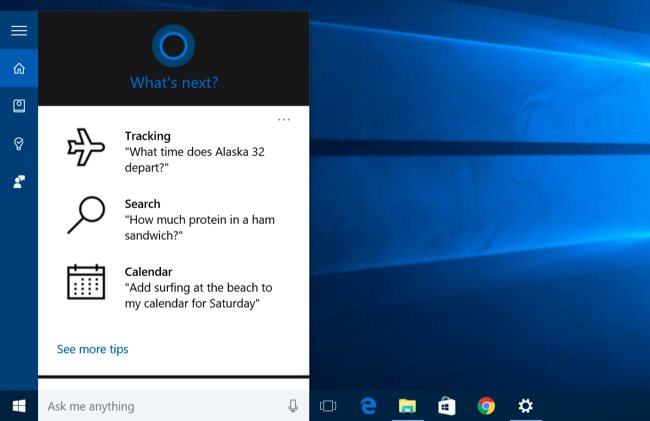 What's next?
...
Tracking
"What time does Alaska 32
depart?"
Search
"How much protein in a ham
sandwich?"
Calendar
"Add surfing at the beach to
my calendar for Saturday"
See more tips
Ask me anything